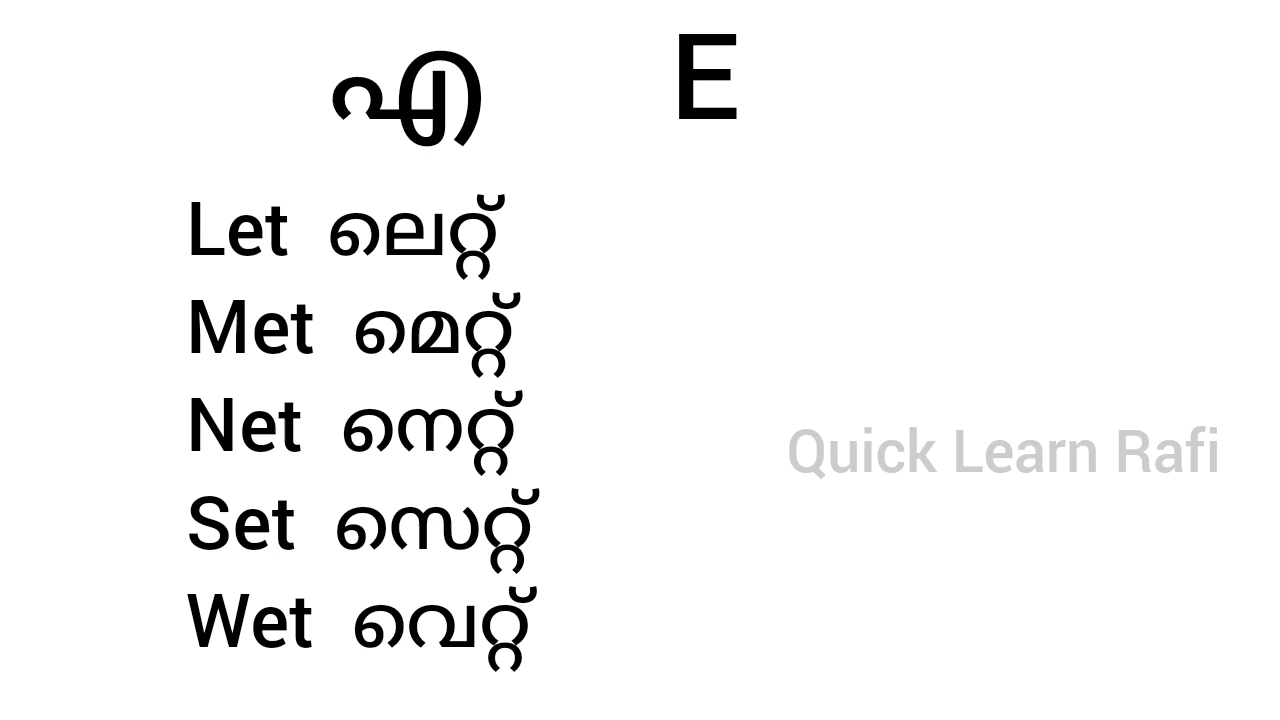 എ E
Let ലെറ്റ്
Met മെറ്റ്
Net നെറ്റ്
Quick Learn Rafi
Set സെറ്റ്
Wet വെറ്റ്